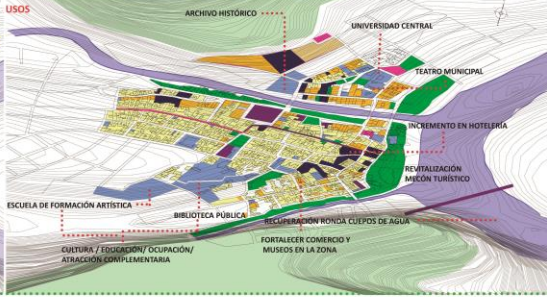 USOS
ARCHIVO HISTÓRICO
UNIVERSIDAD CENTRAL
TEATRO MUNICIPAL
INCREMENTO EN HOTELERÍA
REVITALIZACIÓN
MECÓN TURÍSTICO
ESCUELA DE FORMACIÓN ARTÍSTICA
BIBLIOTECA PÚBLICA
RECUPERACIÓN RONDA CUEPOS DE AGUA
CULTURA / EDUCACIÓN/ OCUPACIÓN/
ATRACCIÓN COMPLEMENTARIA
FORTALECER COMERCIO Y
MUSEOS EN LA ZONA